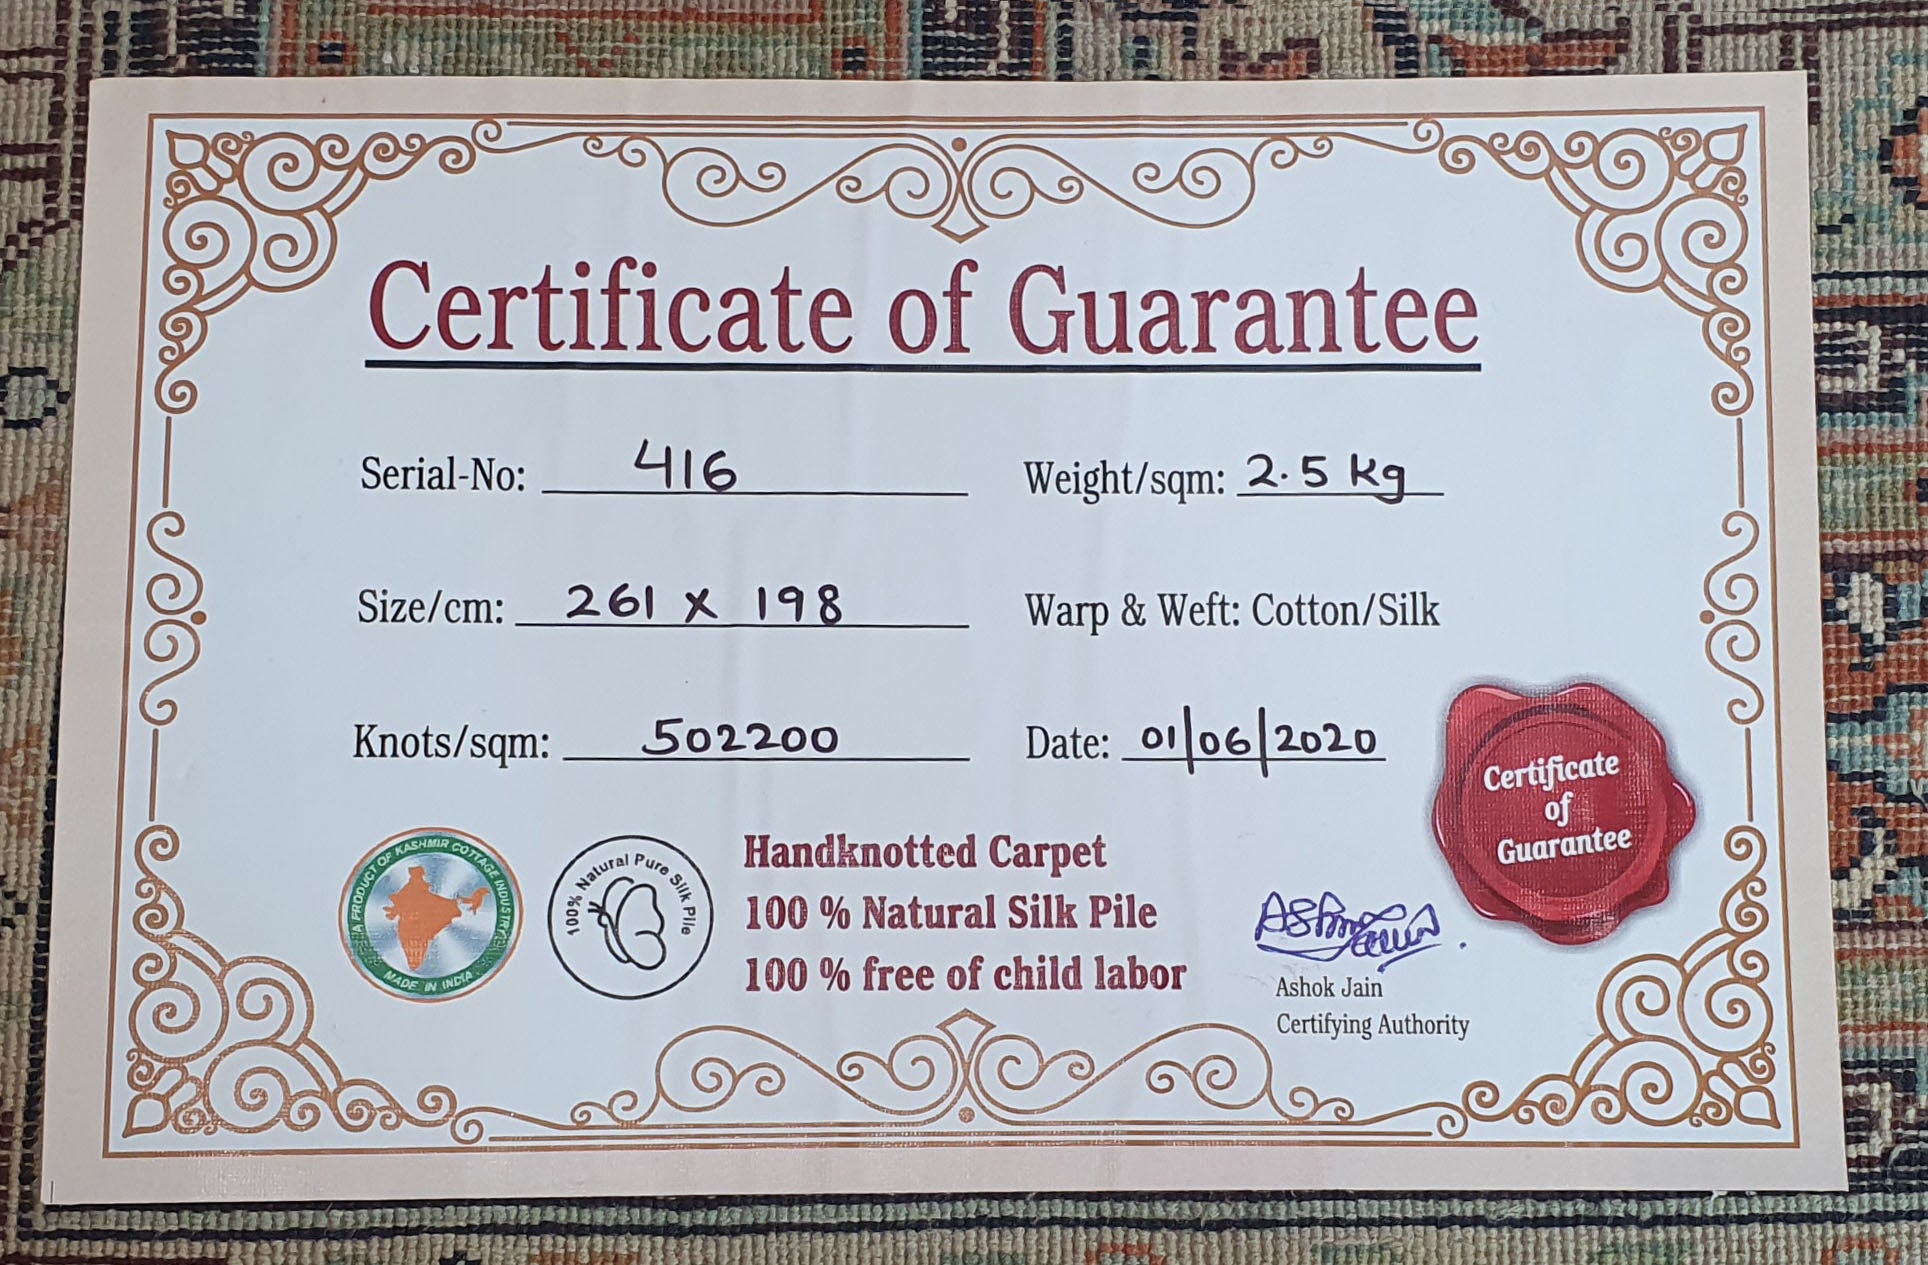 Certificate of Guarantee
Serial-No: 416
Weight/sqm: 2.5 kg
Size/cm: 261 x 198
Warp & Weft: Cotton/Silk
Knots/sqm: 502200
Date: 01/06/2020
A PRODUCT OF KASHMIR COTTAGE INDUSTRY
MADE IN INDIA
100% Natural Pure Silk Pile
Handknotted Carpet
100 % Natural Silk Pile
100 % free of child labor
Certificate
of
Guarantee
Ashok Jain
Certifying Authority